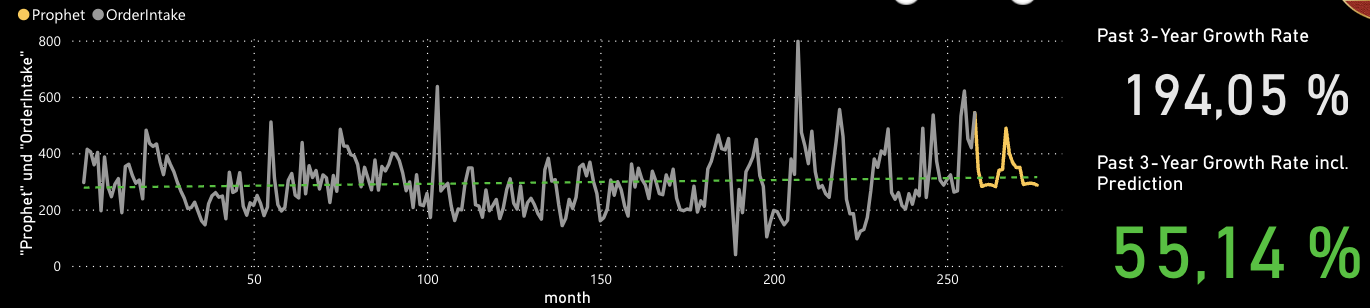 Prophet OrderIntake
"Prophet" und "OrderIntake"
800
600
400
200
0
50 100 150 200 250
month
Past 3-Year Growth Rate
194,05 %
Past 3-Year Growth Rate incl.
Prediction
55,14 %